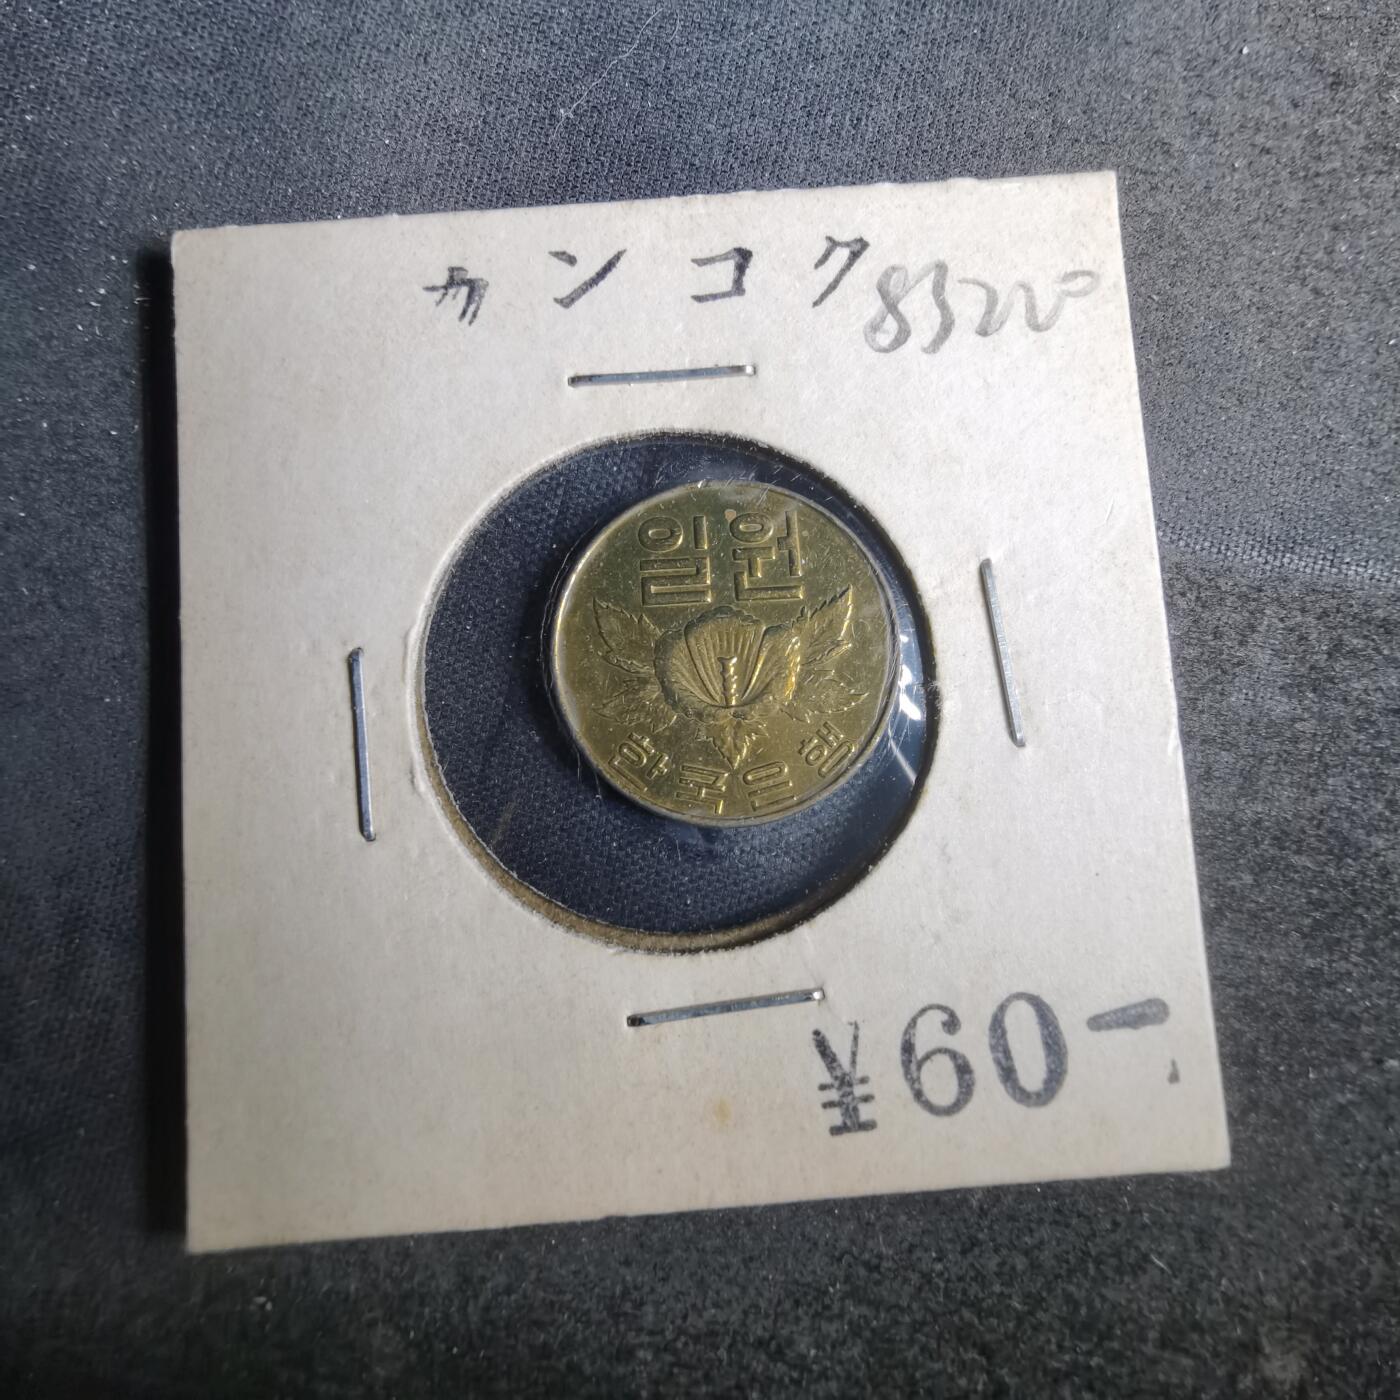 カンコク
일원
한국은행
¥60-